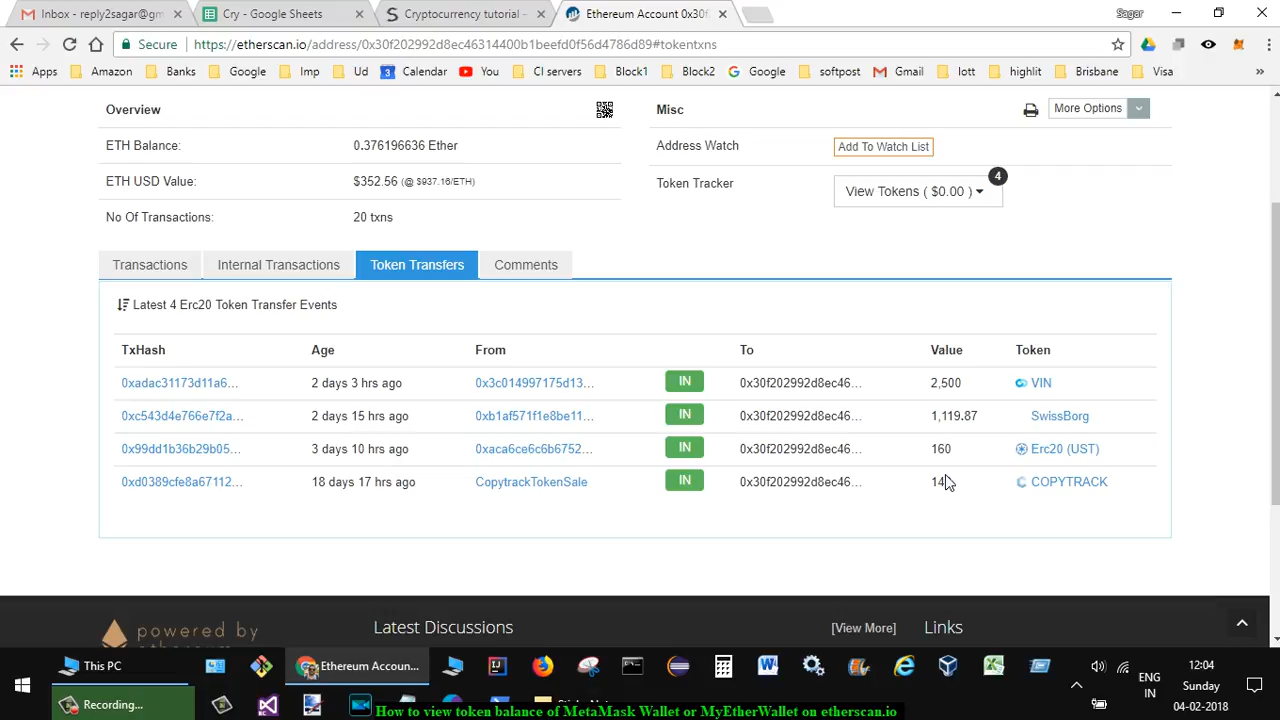 Inbox - reply2sagar@gm
Cry - Google Sheets
Cryptocurrency tutorial -
Ethereum Account 0x30f
Sagar
Secure
https://etherscan.io/address/0x30f202992d8ec46314400b1beefd0f56d4786d89#tokentxns
Apps Amazon Banks Google Imp Ud Calendar You CI servers Block1 Block2 Google softpost Gmail lott highlit Brisbane Visa »
Overview
Misc
More Options
ETH Balance: 0.376196636 Ether
Address Watch Add To Watch List
ETH USD Value: $352.56 (@ $937.16/ETH)
Token Tracker View Tokens ( $0.00 ) 4
No Of Transactions: 20 txns
Transactions Internal Transactions Token Transfers Comments
Latest 4 Erc20 Token Transfer Events
TxHash Age From To Value Token
0xadac31173d11a6... 2 days 3 hrs ago 0x3c014997175d13... IN 0x30f202992d8ec46... 2,500 VIN
0xc543d4e766e7f2a... 2 days 15 hrs ago 0xb1af571f1e8be11... IN 0x30f202992d8ec46... 1,119.87 SwissBorg
0x99dd1b36b29b05... 3 days 10 hrs ago 0xaca6ce6c6b6752... IN 0x30f202992d8ec46... 160 Erc20 (UST)
0xd0389cfe8a67112... 18 days 17 hrs ago CopytrackTokenSale IN 0x30f202992d8ec46... COPYTRACK
powered by
Latest Discussions [View More] Links
This PC
Ethereum Accoun...
12:04
ENG
IN
Sunday
04-02-2018
Recording...
How to view token balance of MetaMask Wallet or MyEtherWallet on etherscan.io